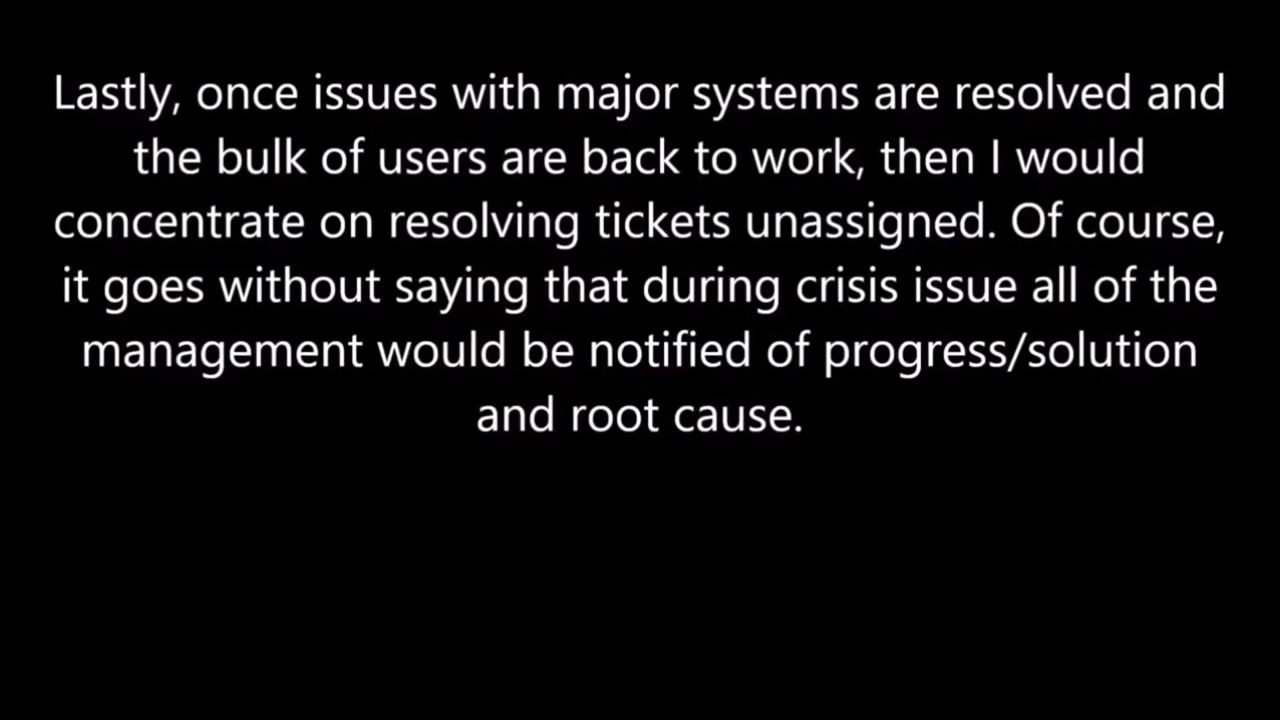 Lastly, once issues with major systems are resolved and
the bulk of users are back to work, then I would
concentrate on resolving tickets unassigned. Of course,
it goes without saying that during crisis issue all of the
management would be notified of progress/solution
and root cause.